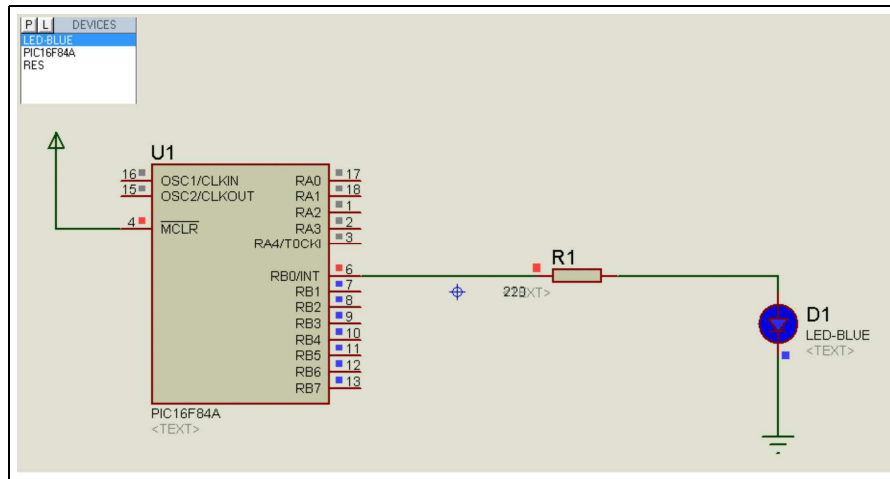 P L DEVICES
LED-BLUE
PIC16F84A
RES
U1
16 OSC1/CLKIN RA0 17
15 OSC2/CLKOUT RA1 18
RA2 1
4 MCLR RA3 2
RA4/T0CKI 3
RB0/INT 6
RB1 7
RB2 8
RB3 9
RB4 10
RB5 11
RB6 12
RB7 13
PIC16F84A
<TEXT>
R1
220
D1
LED-BLUE
<TEXT>